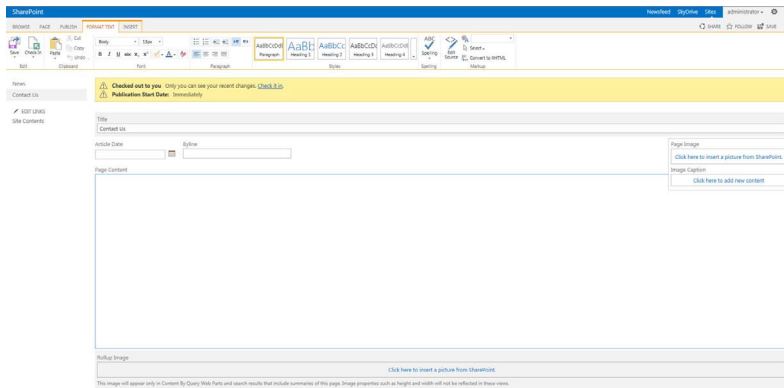 SharePoint
Newsfeed SkyDrive Sites administrator
BROWSE PAGE PUBLISH FORMAT TEXT INSERT
SHARE FOLLOW SAVE
Save Check In Paste Cut Copy Undo
Body 13px
B I U abc x, x² A
AaBbCcDdI AaBb AaBbCc AaBbCcDc AaBbCcDdI
Paragraph Heading 1 Heading 2 Heading 3 Heading 4
ABC Spelling Edit Source Select Convert to XHTML
Edit Clipboard Font Paragraph Styles Spelling Markup
News
Contact Us
EDIT LINKS
Site Contents
Checked out to you Only you can see your recent changes. Check it in.
Publication Start Date: Immediately
Title
Contact Us
Article Date Byline
Page Image
Click here to insert a picture from SharePoint.
Image Caption
Click here to add new content
Page Content
Rollup Image
Click here to insert a picture from SharePoint.
This image will appear only in Content By Query Web Parts and search results that include summaries of this page. Image properties such as height and width will not be reflected in these views.